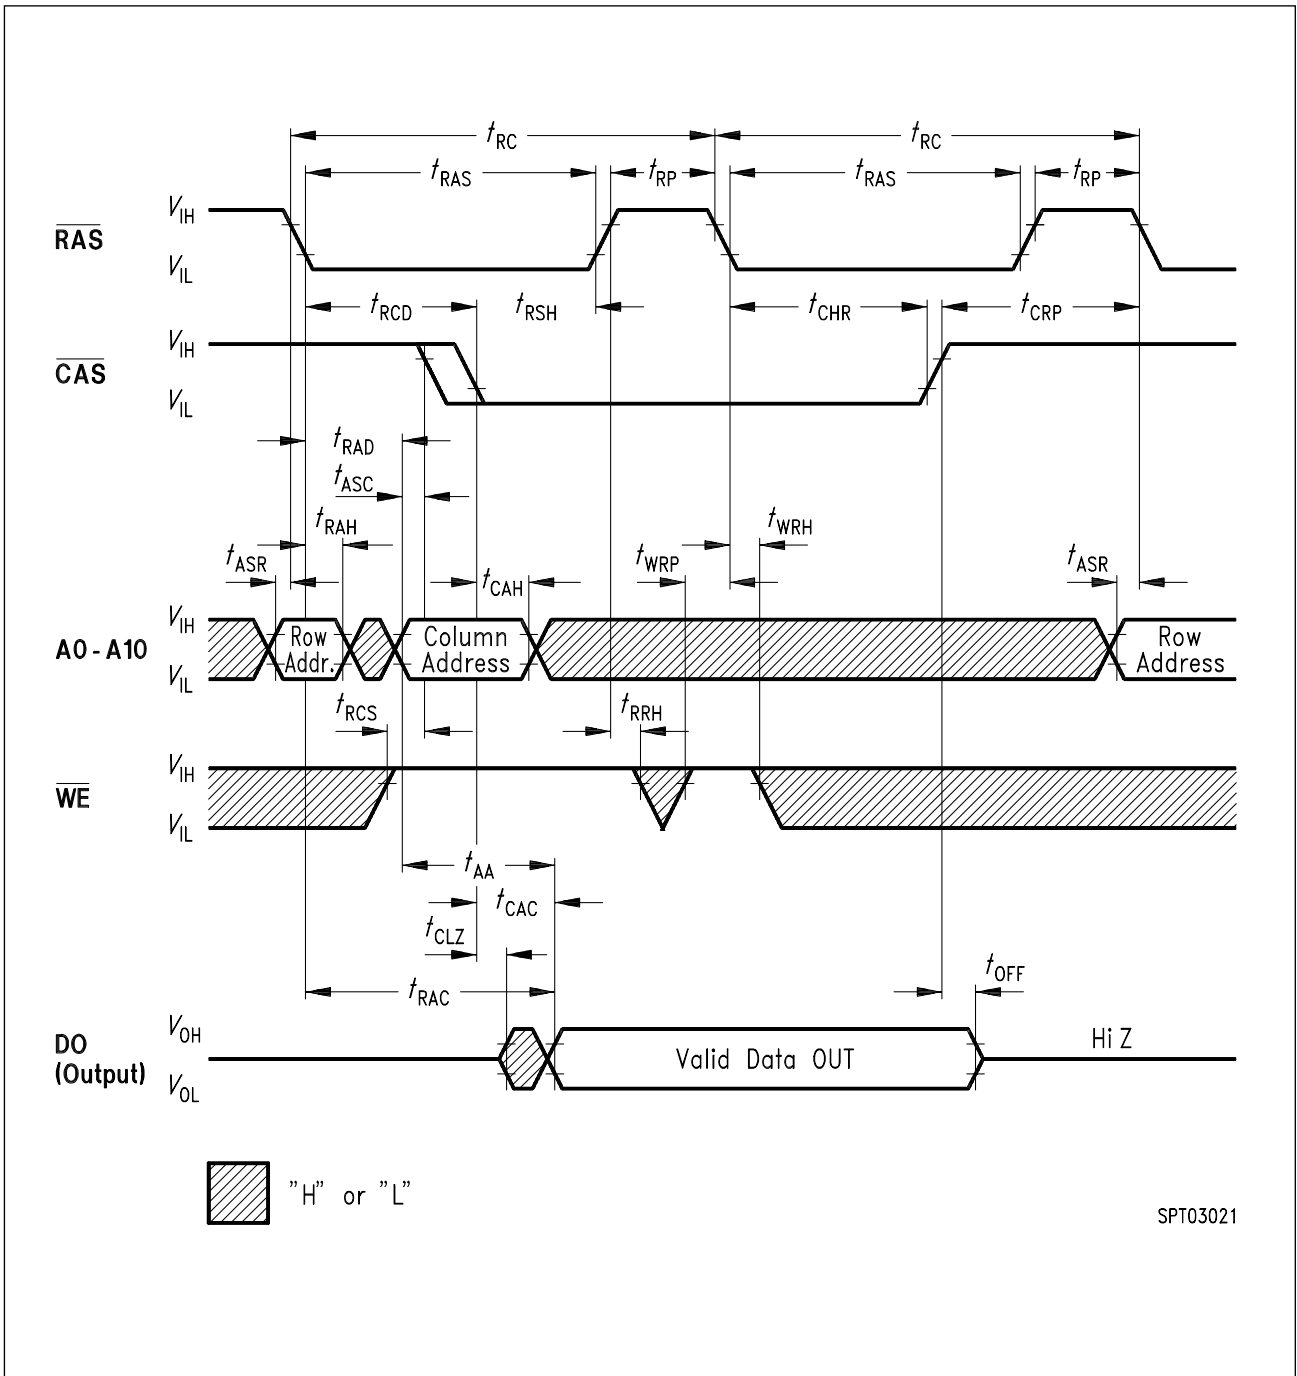 tRC tRC
tRAS tRP tRAS tRP
RAS VIH
VIL
tRCD tRSH tCHR tCRP
CAS VIH
VIL
tRAD
tASC
tRAH tWRH
tASR tCAH tWRP tASR
A0 - A10 VIH
VIL
Row
Addr.
Column
Address
Row
Address
tRCS tRRH
WE VIH
VIL
tAA
tCAC
tCLZ
tRAC tOFF
DO
(Output)
VOH
VOL
Valid Data OUT
Hi Z
"H" or "L"
SPT03021